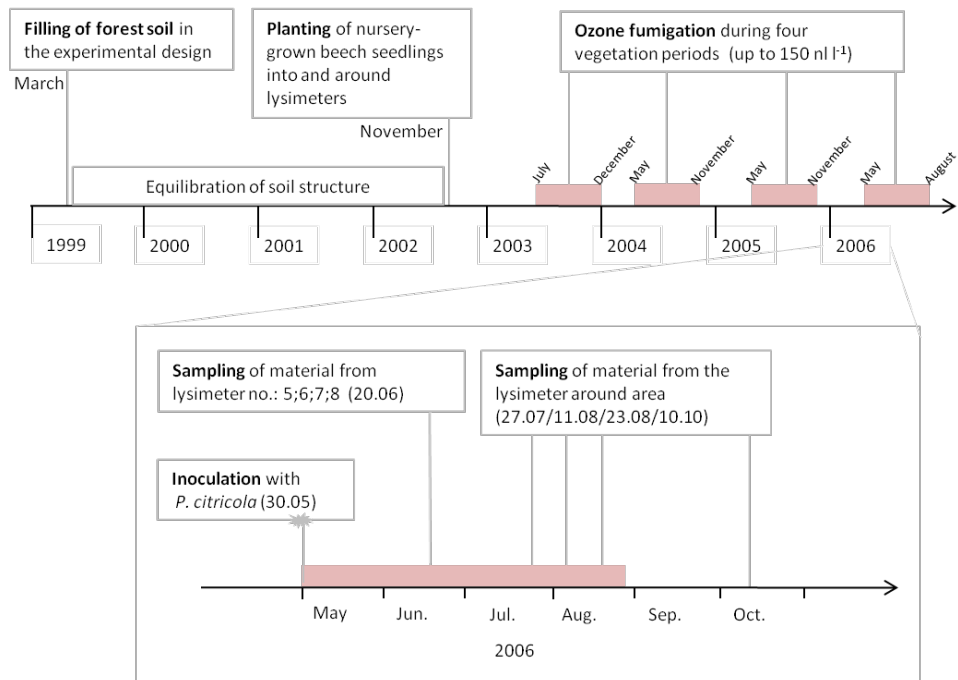 Filling of forest soil in
the experimental design
March
Planting of nursery-
grown beech seedlings
into and around
lysimeters
November
Ozone fumigation during four
vegetation periods (up to 150 nl l-1)
Equilibration of soil structure
July
December
May
November
May
November
May
August
1999
2000
2001
2002
2003
2004
2005
2006
Sampling of material from
lysimeter no.: 5;6;7;8 (20.06)
Sampling of material from the
lysimeter around area
(27.07/11.08/23.08/10.10)
Inoculation with
P. citricola (30.05)
May
Jun.
Jul.
Aug.
Sep.
Oct.
2006